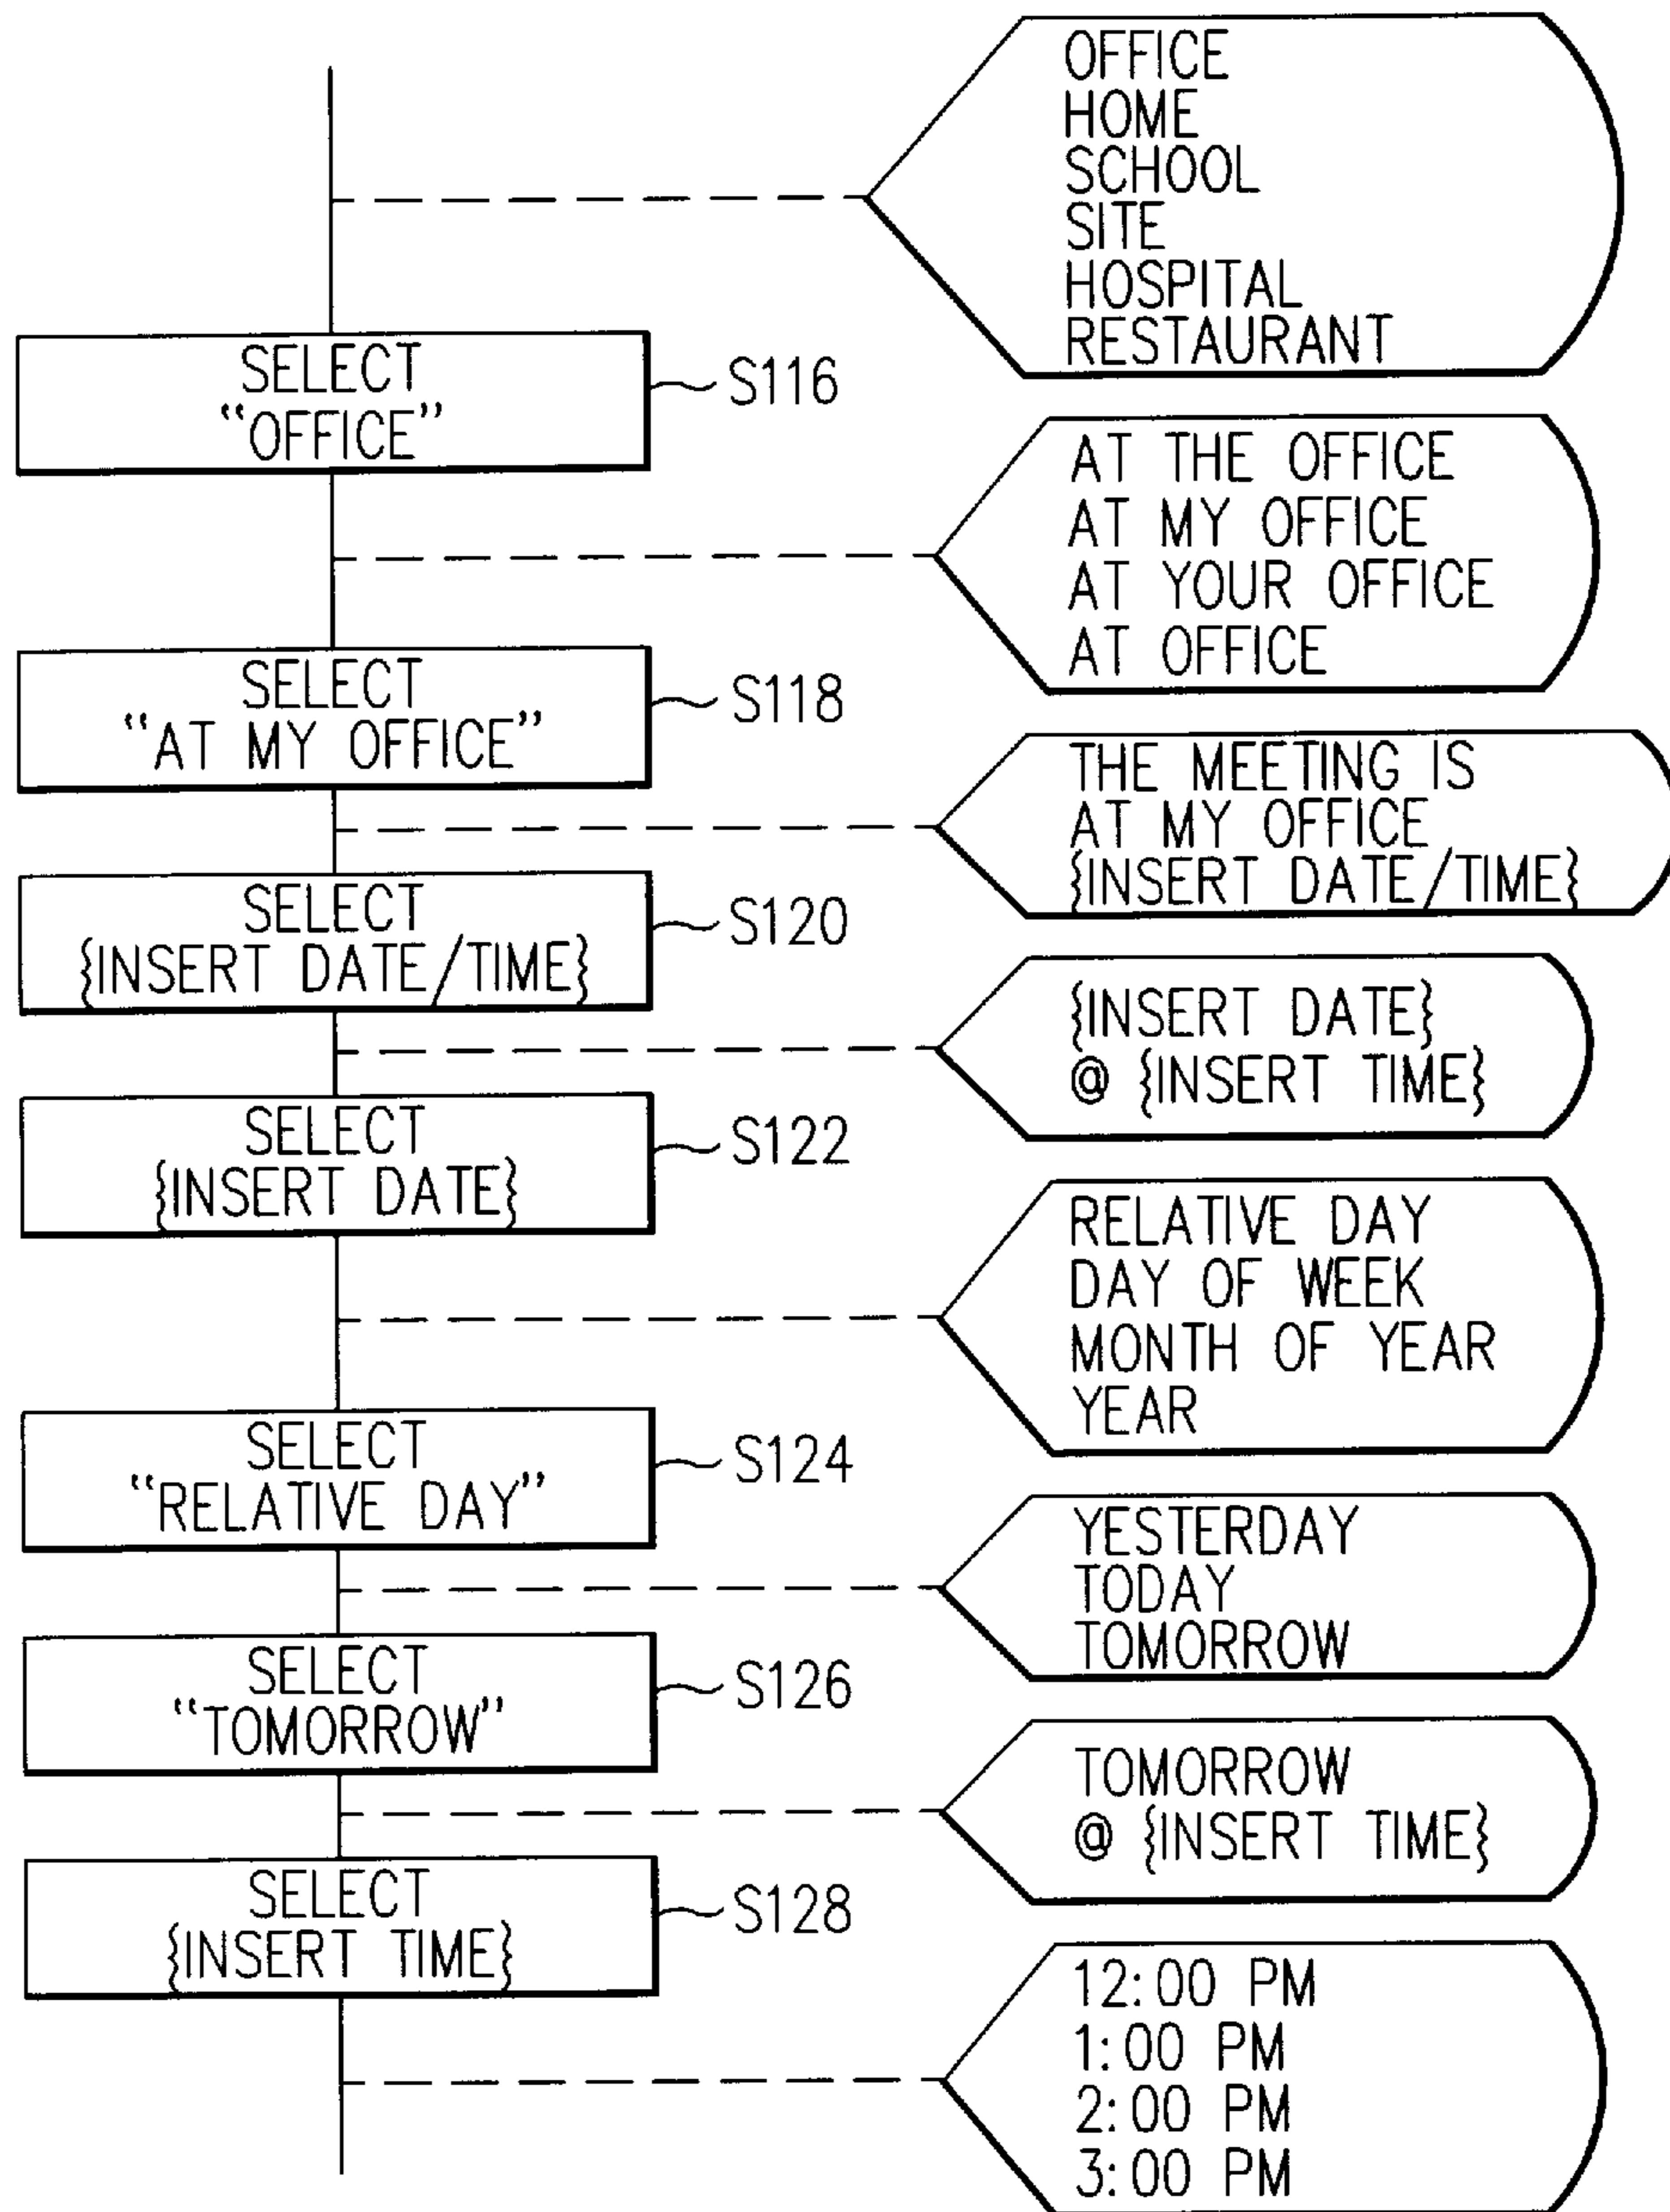 OFFICE
HOME
SCHOOL
SITE
HOSPITAL
RESTAURANT
SELECT
“OFFICE”
S116
AT THE OFFICE
AT MY OFFICE
AT YOUR OFFICE
AT OFFICE
SELECT
“AT MY OFFICE”
S118
THE MEETING IS
AT MY OFFICE
{INSERT DATE/TIME}
SELECT
{INSERT DATE/TIME}
S120
{INSERT DATE}
@ {INSERT TIME}
SELECT
{INSERT DATE}
S122
RELATIVE DAY
DAY OF WEEK
MONTH OF YEAR
YEAR
SELECT
“RELATIVE DAY”
S124
YESTERDAY
TODAY
TOMORROW
SELECT
“TOMORROW”
S126
TOMORROW
@ {INSERT TIME}
SELECT
{INSERT TIME}
S128
12:00 PM
1:00 PM
2:00 PM
3:00 PM